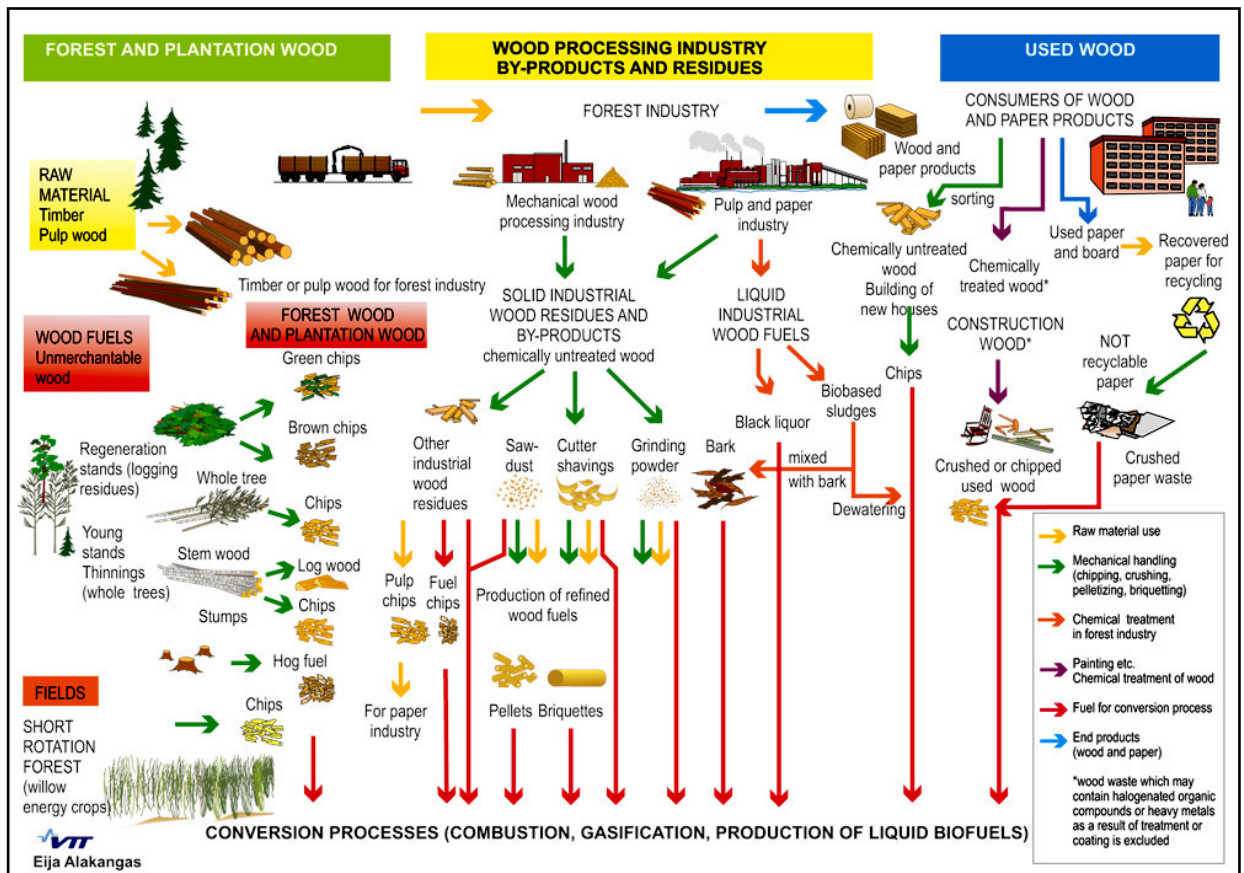 FOREST AND PLANTATION WOOD
WOOD PROCESSING INDUSTRY
BY-PRODUCTS AND RESIDUES
USED WOOD
RAW
MATERIAL
Timber
Pulp wood
Timber or pulp wood for forest industry
FOREST INDUSTRY
Mechanical wood
processing industry
Pulp and paper
industry
Wood and
paper products
CONSUMERS OF WOOD
AND PAPER PRODUCTS
sorting
Chemically untreated
wood
Building of
new houses
Chemically
treated wood*
Used paper
and board
Recovered
paper for
recycling
WOOD FUELS
Unmerchantable
wood
FOREST WOOD
AND PLANTATION WOOD
Green chips
Brown chips
Regeneration
stands (logging
residues)
Whole tree
Chips
Young
stands
Thinnings
(whole trees)
Stem wood
Log wood
Chips
Stumps
Hog fuel
FIELDS
Chips
SHORT
ROTATION
FOREST
(willow
energy crops)
SOLID INDUSTRIAL
WOOD RESIDUES AND
BY-PRODUCTS
chemically untreated wood
LIQUID
INDUSTRIAL
WOOD FUELS
Other
industrial
wood
residues
Saw-
dust
Cutter
shavings
Grinding
powder
Bark
Black liquor
Biobased
sludges
mixed
with bark
Dewatering
Chips
Pulp
chips
Fuel
chips
Production of refined
wood fuels
For paper
industry
Pellets
Briquettes
CONSTRUCTION
WOOD*
NOT
recyclable
paper
Crushed or chipped
used wood
Crushed
paper waste
Raw material use
Mechanical handling
(chipping, crushing,
pelletizing, briquetting)
Chemical treatment
in forest industry
Painting etc.
Chemical treatment of wood
Fuel for conversion process
End products
(wood and paper)
*wood waste which may
contain halogenated organic
compounds or heavy metals
as a result of treatment or
coating is excluded
CONVERSION PROCESSES (COMBUSTION, GASIFICATION, PRODUCTION OF LIQUID BIOFUELS)
VTT
Eija Alakangas